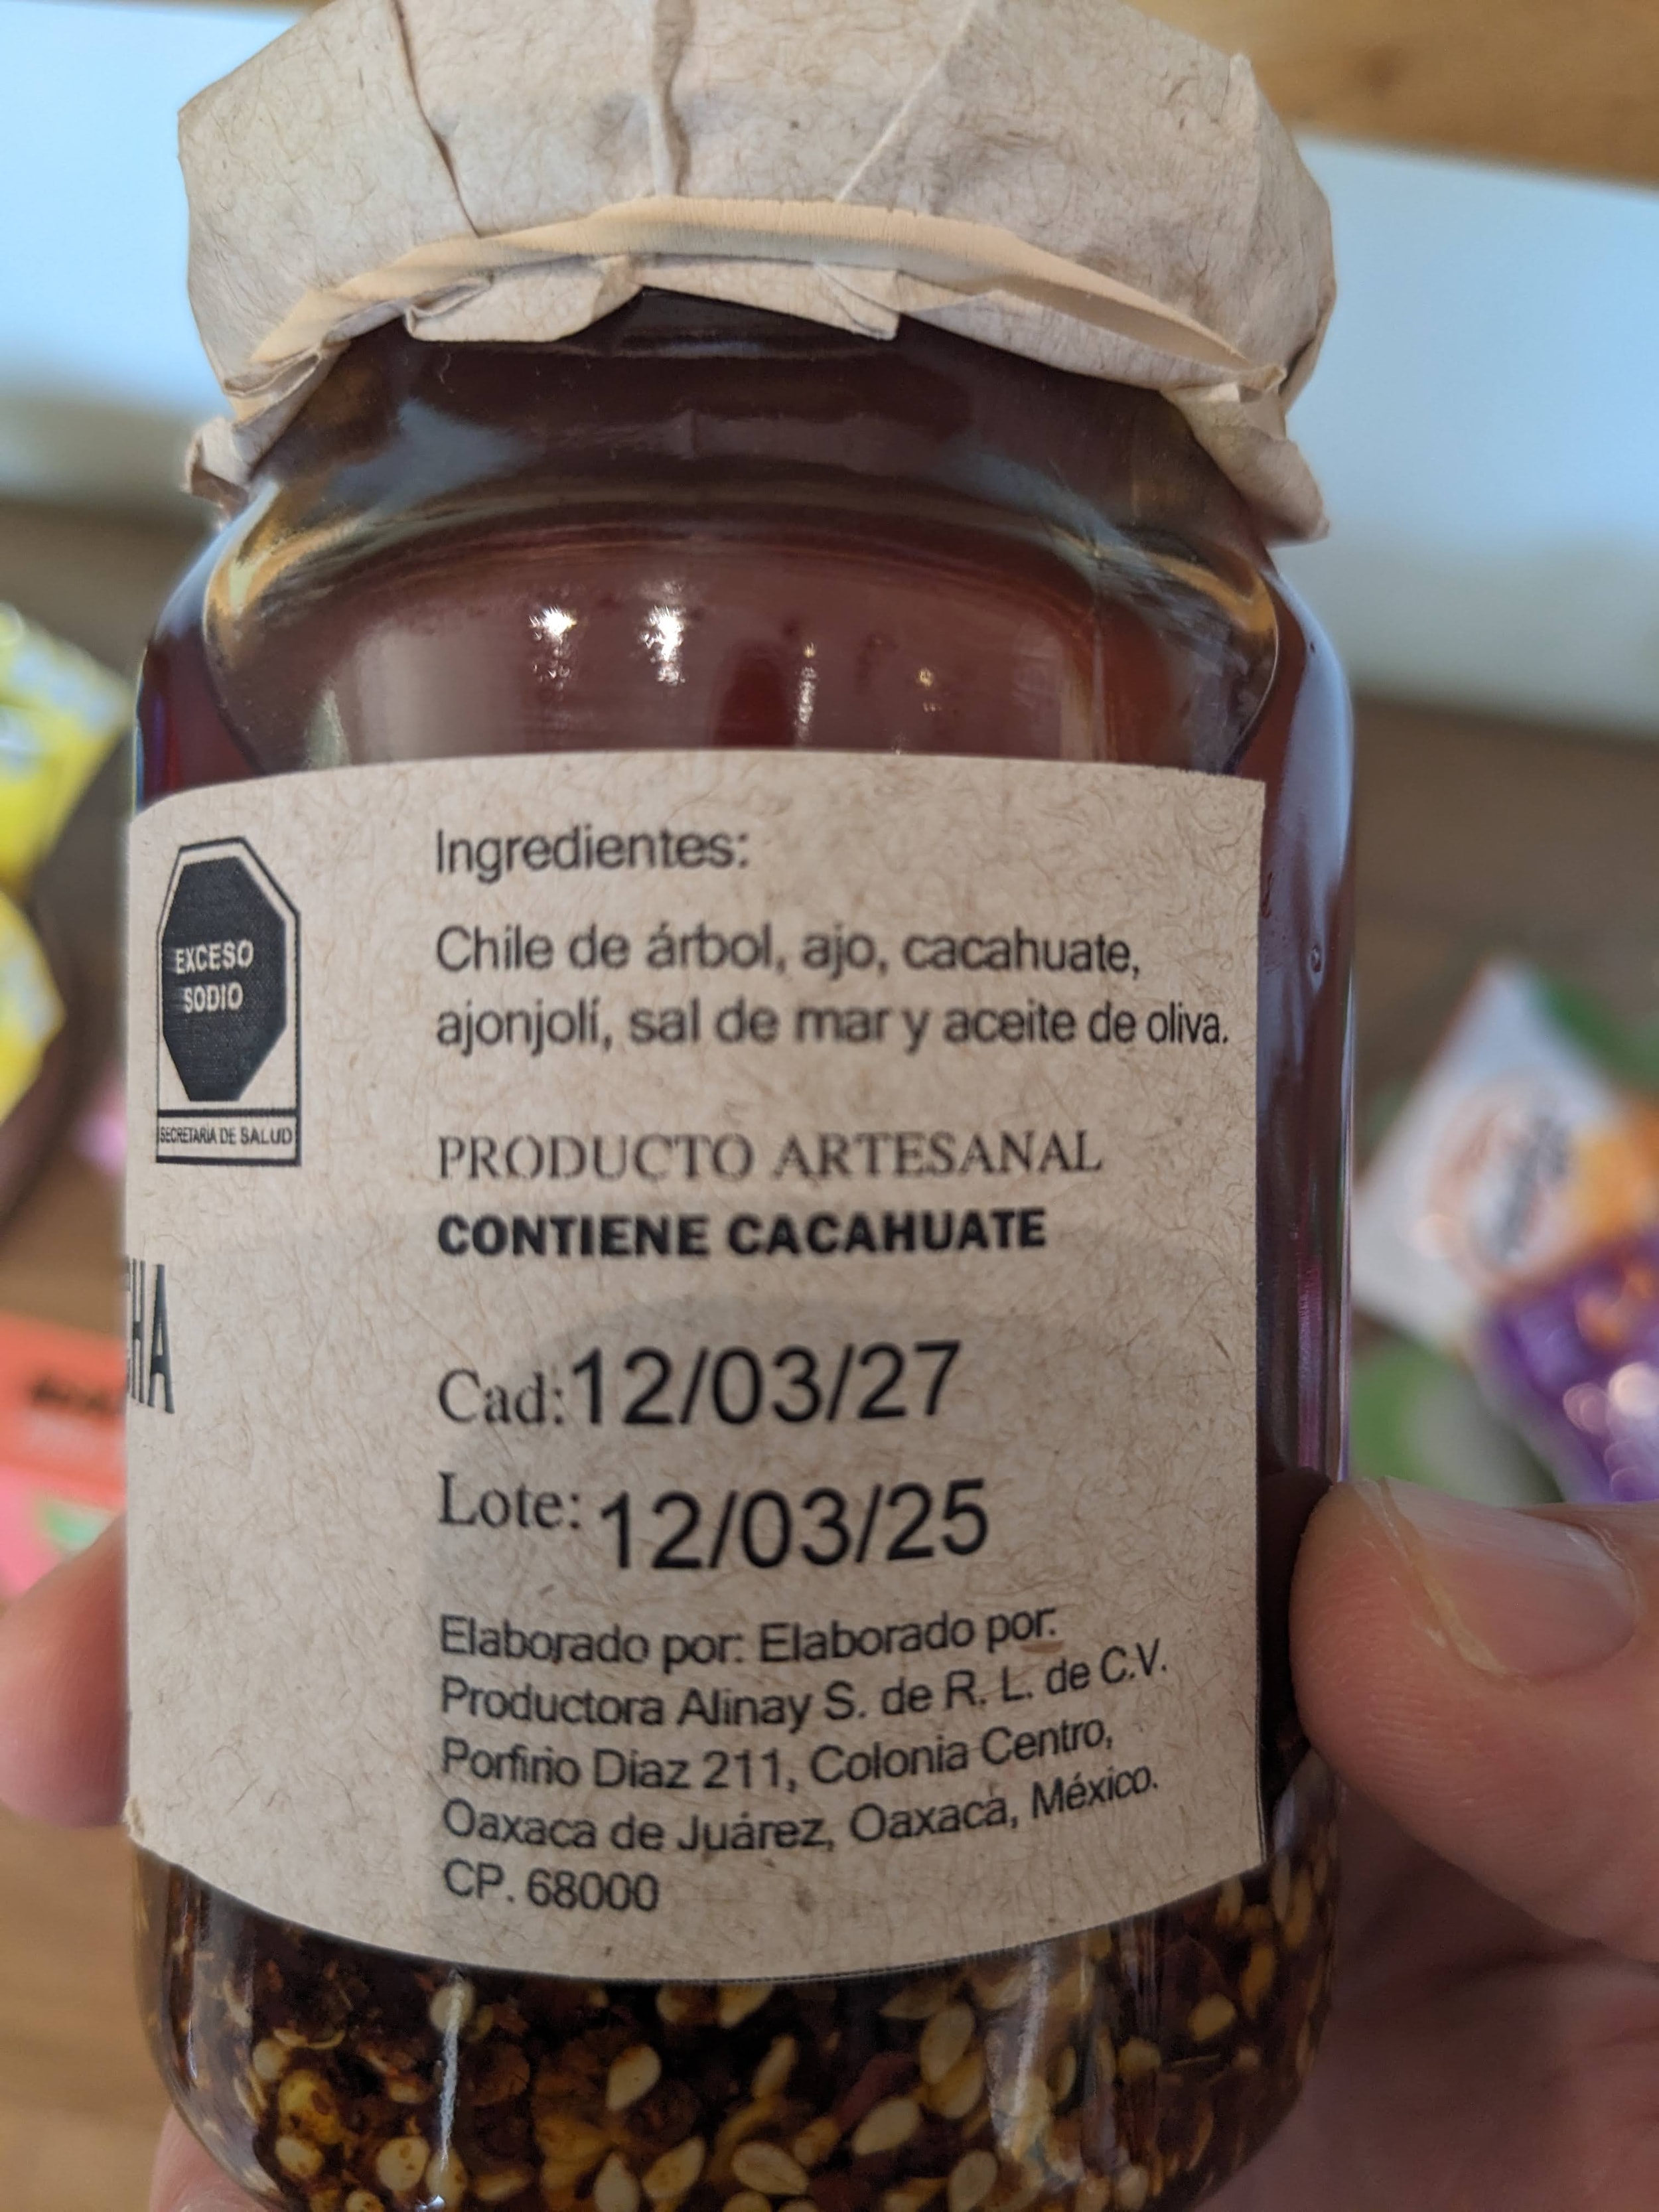 EXCESO
SODIO
SECRETARÍA DE SALUD
HA
Ingredientes:
Chile de árbol, ajo, cacahuate,
ajonjolí, sal de mar y aceite de oliva.
PRODUCTO ARTESANAL
CONTIENE CACAHUATE
Cad:12/03/27
Lote: 12/03/25
Elaborado por: Elaborado por:
Productora Alinay S. de R. L. de C.V.
Porfirio Díaz 211, Colonia Centro,
Oaxaca de Juárez, Oaxaca, México.
CP. 68000